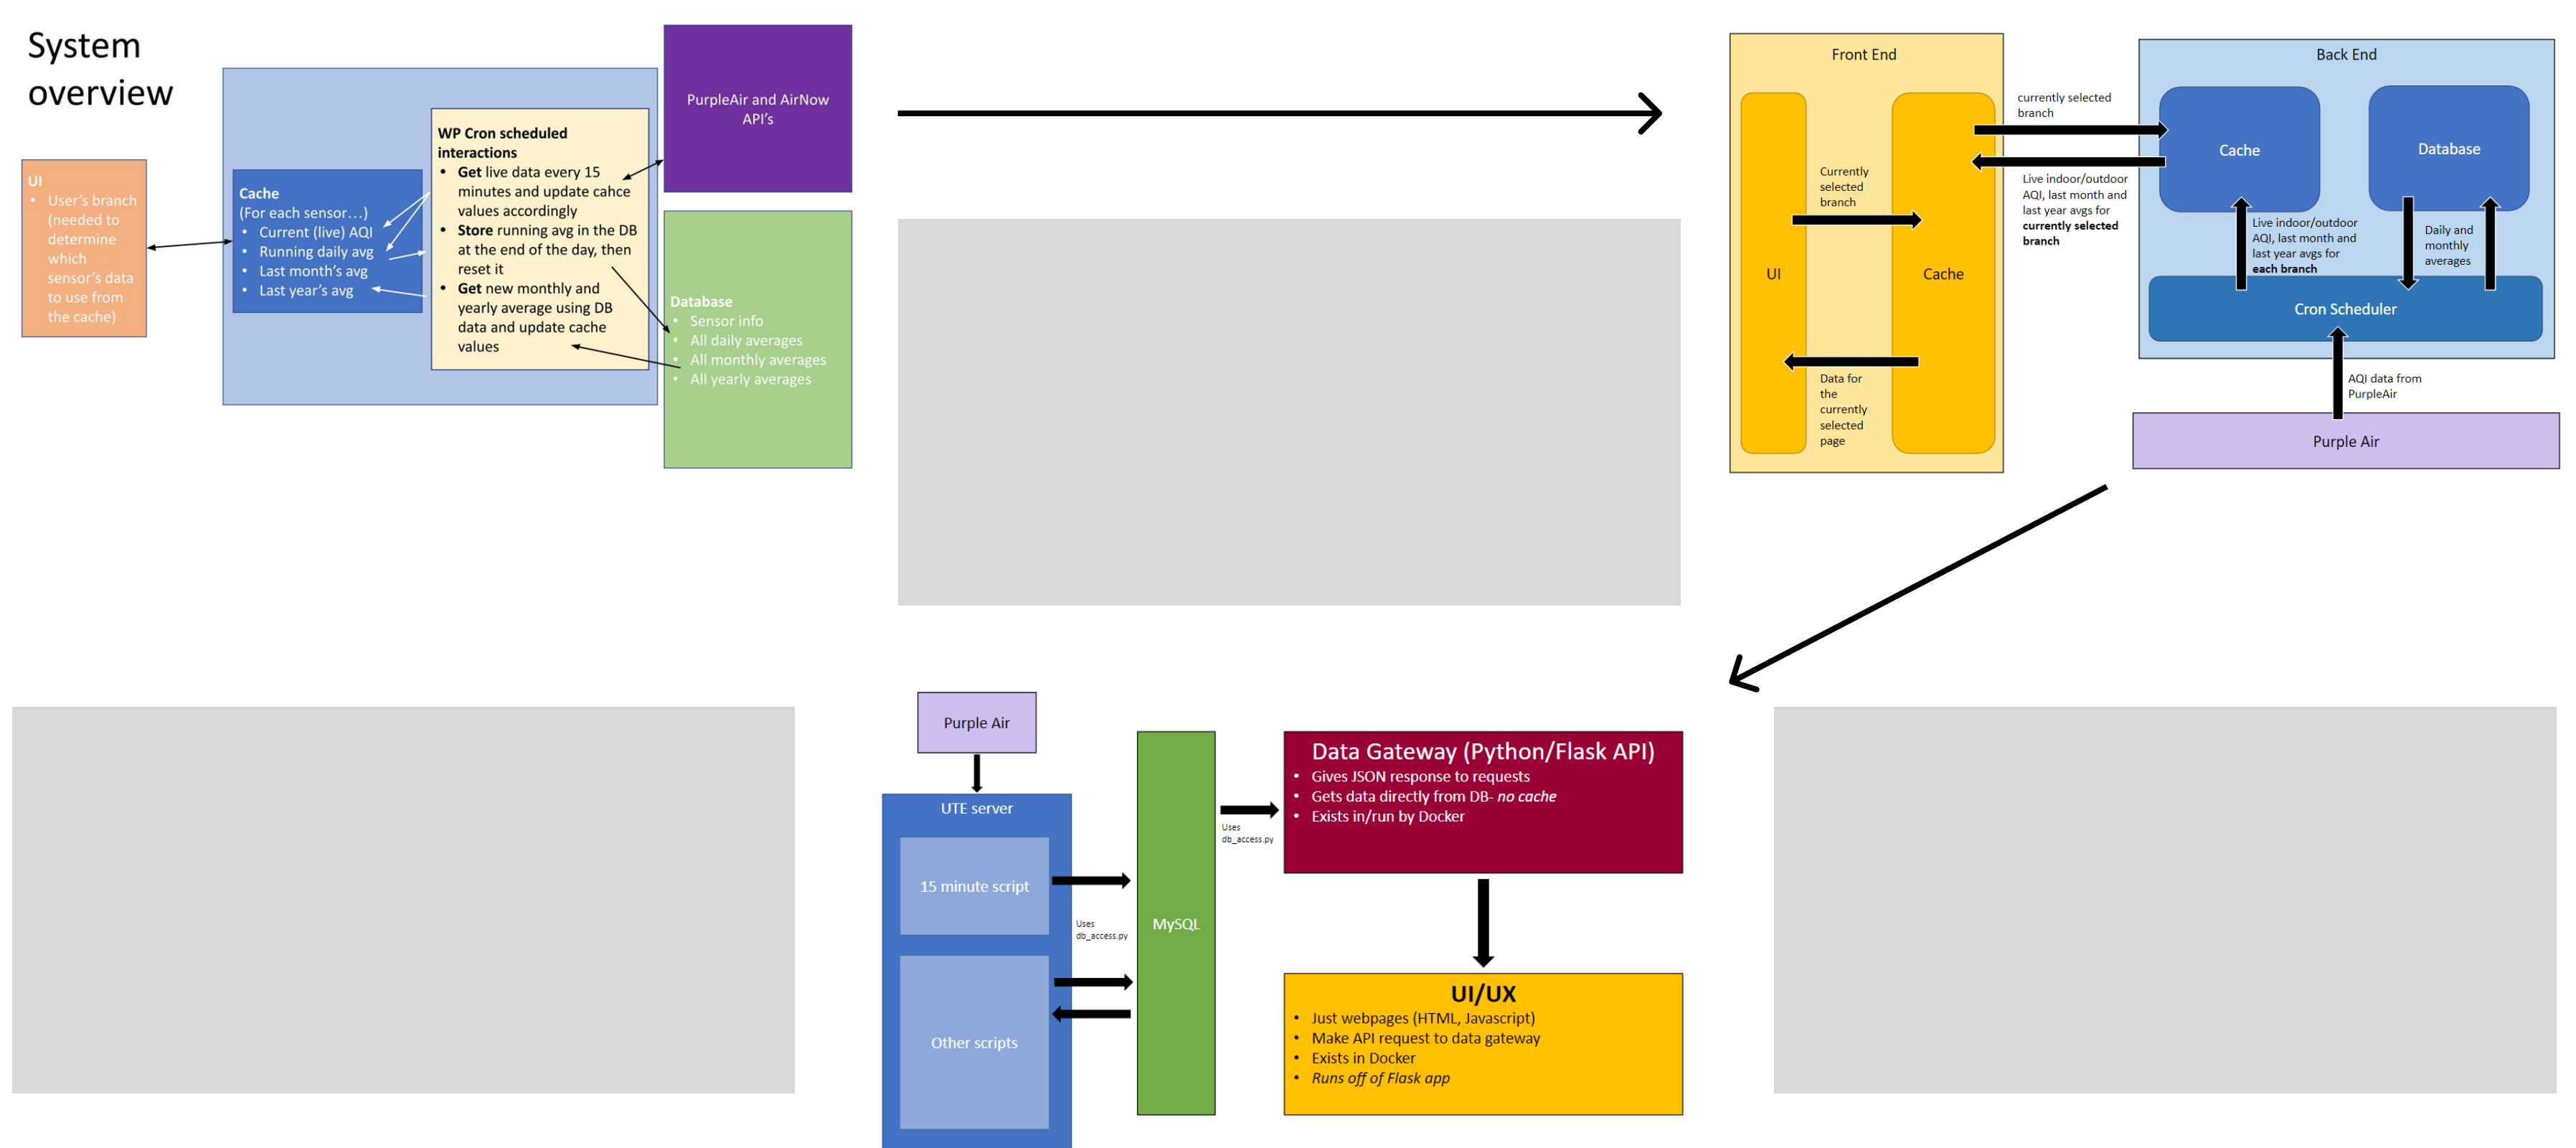 System
overview
UI
• User's branch
(needed to
determine
which
sensor's data
to use from
the cache)
Cache
(For each sensor…)
• Current (live) AQI
• Running daily avg
• Last month's avg
• Last year's avg
WP Cron scheduled
interactions
• Get live data every 15
minutes and update cahce
values accordingly
• Store running avg in the DB
at the end of the day, then
reset it
• Get new monthly and
yearly average using DB
data and update cache
values
PurpleAir and AirNow
API's
Database
• Sensor info
• All daily averages
• All monthly averages
• All yearly averages
Front End
UI
Currently
selected
branch
Data for
the
currently
selected
page
Cache
currently selected
branch
Live indoor/outdoor
AQI, last month and
last year avgs for
currently selected
branch
Back End
Cache
Database
Live indoor/outdoor
AQI, last month and
last year avgs for
each branch
Daily and
monthly
averages
Cron Scheduler
AQI data from
PurpleAir
Purple Air
Purple Air
UTE server
15 minute script
Other scripts
Uses
db_access.py
MySQL
Uses
db_access.py
Data Gateway (Python/Flask API)
• Gives JSON response to requests
• Gets data directly from DB- no cache
• Exists in/run by Docker
UI/UX
• Just webpages (HTML, Javascript)
• Make API request to data gateway
• Exists in Docker
• Runs off of Flask app